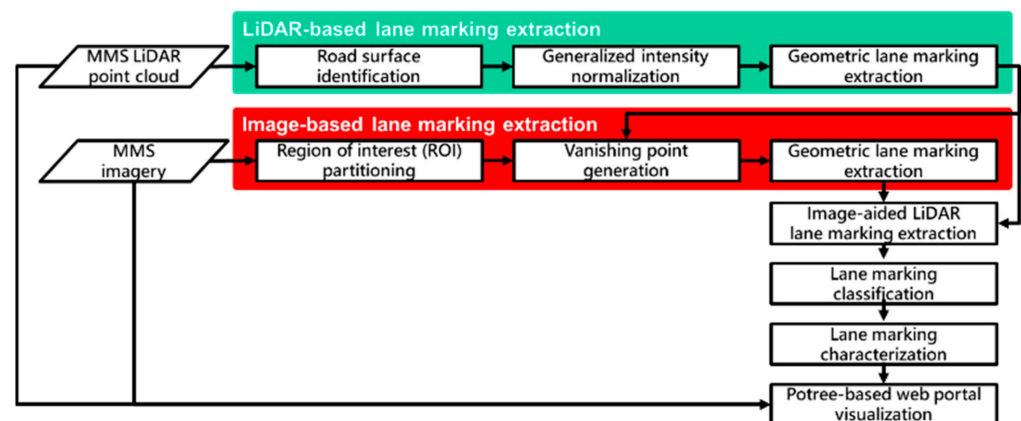 LiDAR-based lane marking extraction
MMS LiDAR
point cloud
Road surface
identification
Generalized intensity
normalization
Geometric lane marking
extraction
Image-based lane marking extraction
MMS
imagery
Region of interest (ROI)
partitioning
Vanishing point
generation
Geometric lane marking
extraction
Image-aided LiDAR
lane marking extraction
Lane marking
classification
Lane marking
characterization
Potree-based web portal
visualization